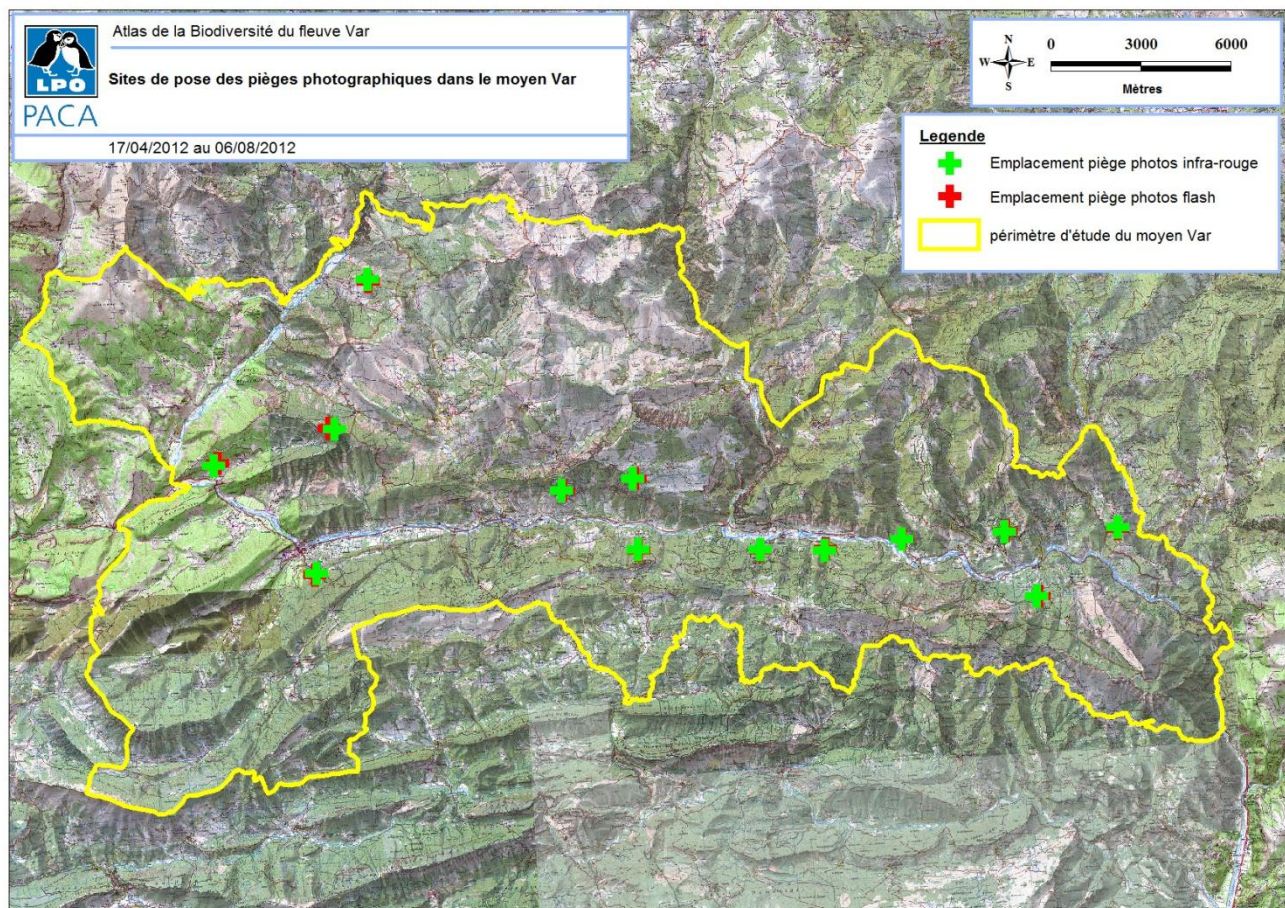 Atlas de la Biodiversité du fleuve Var
LPO
PACA
Sites de pose des pièges photographiques dans le moyen Var
17/04/2012 au 06/08/2012
N
W E
S
0 3000 6000
Mètres
Legende
Emplacement piège photos infra-rouge
Emplacement piège photos flash
périmètre d'étude du moyen Var